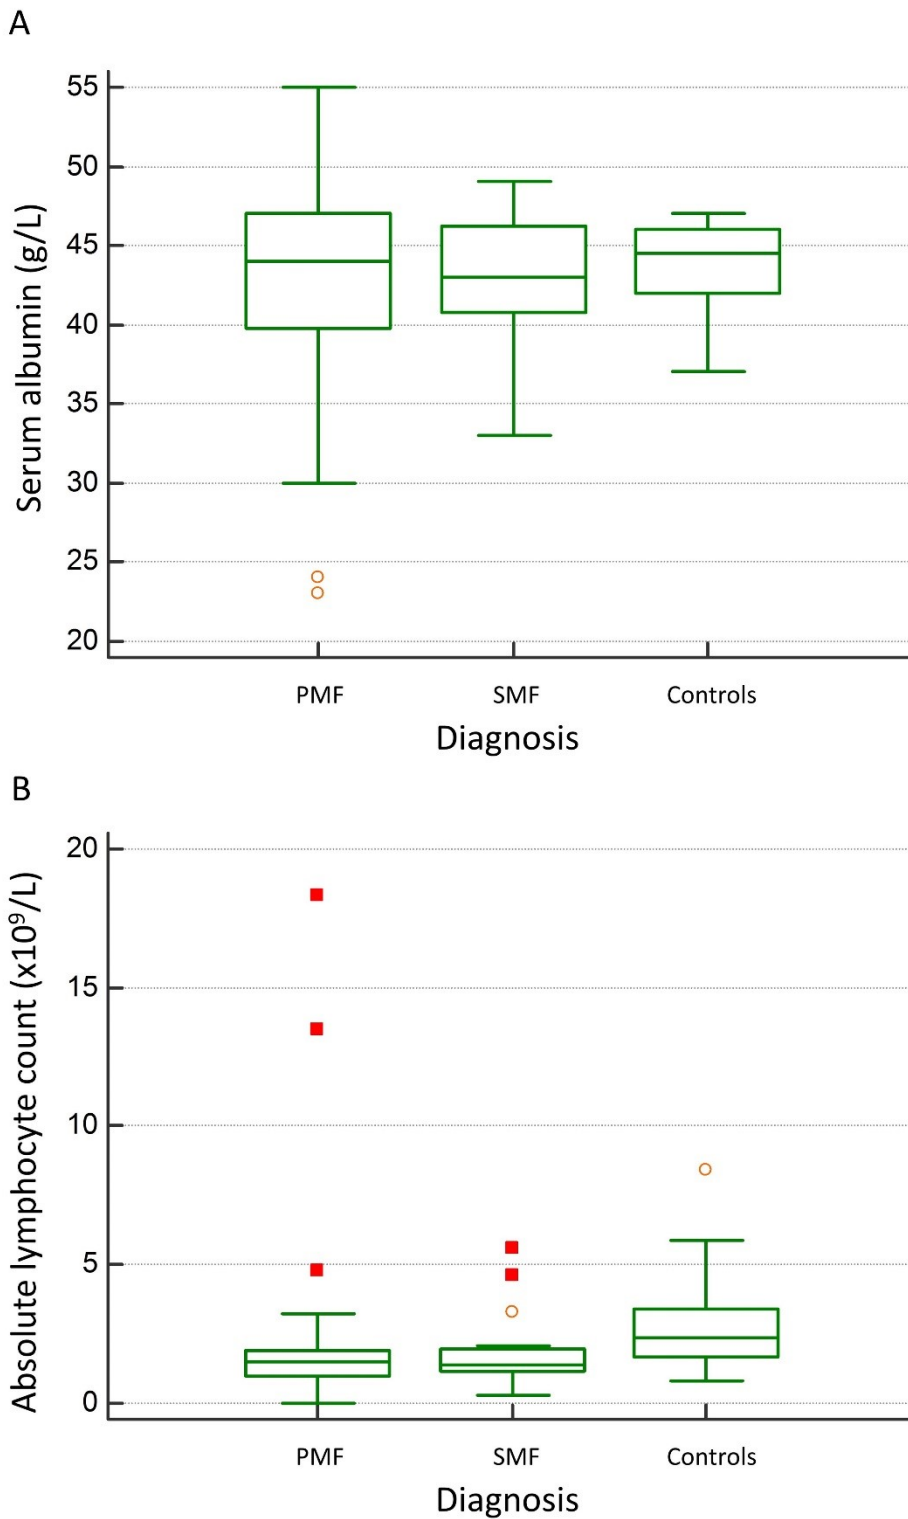 A
Serum albumin (g/L)
55
50
45
40
35
30
25
20
PMF SMF Controls
Diagnosis
B
Absolute lymphocyte count (x10⁹/L)
20
15
10
5
0
PMF SMF Controls
Diagnosis